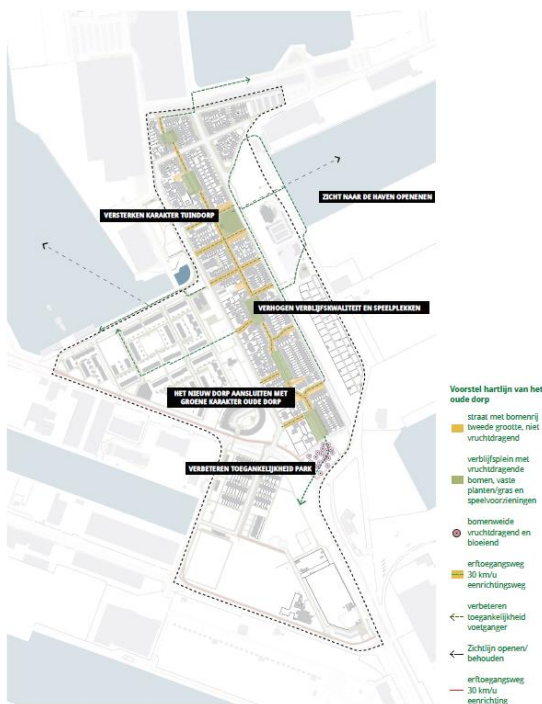 ZICHT NAAR DE HAVEN OPENENEN
VERSTERKEN KARAKTER TUINDORP
VERHOGEN VERBLIJFSKWALITEIT EN SPEELPLEKKEN
HET NIEUW DORP AANSLUITEN MET
GROENE KARAKTER OUDE DORP
VERBETEREN TOEGANKELIJKHEID PARK
Voorstel hartlijn van het
oude dorp
straat met bomenrij
tweede grootte, niet
vruchtdragend
verblijfsplein met
vruchtdragende
bomen, vaste
planten/gras en
speelvoorzieningen
bomenweide
vruchtdragend en
bloeiend
erftoegangsweg
30 km/u
eenrichtingsweg
verbeteren
toegankelijkheid
voetganger
Zichtlijn openen/
behouden
erftoegangsweg
30 km/u
eenrichting